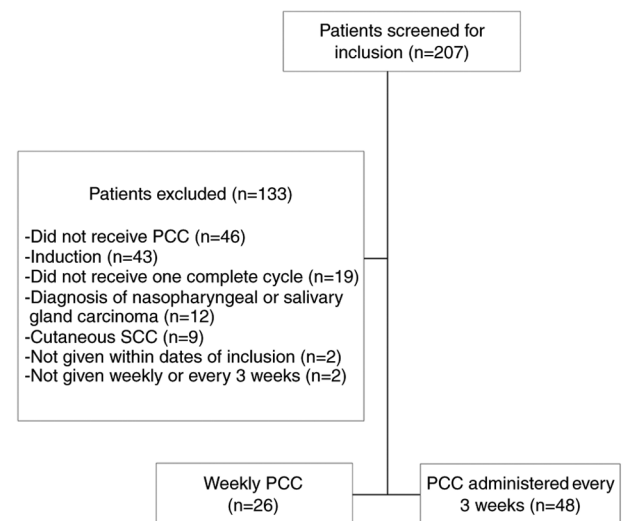 Patients screened for
inclusion (n=207)
Patients excluded (n=133)
-Did not receive PCC (n=46)
-Induction (n=43)
-Did not receive one complete cycle (n=19)
-Diagnosis of nasopharyngeal or salivary
gland carcinoma (n=12)
-Cutaneous SCC (n=9)
-Not given within dates of inclusion (n=2)
-Not given weekly or every 3 weeks (n=2)
Weekly PCC
(n=26)
PCC administered every
3 weeks (n=48)